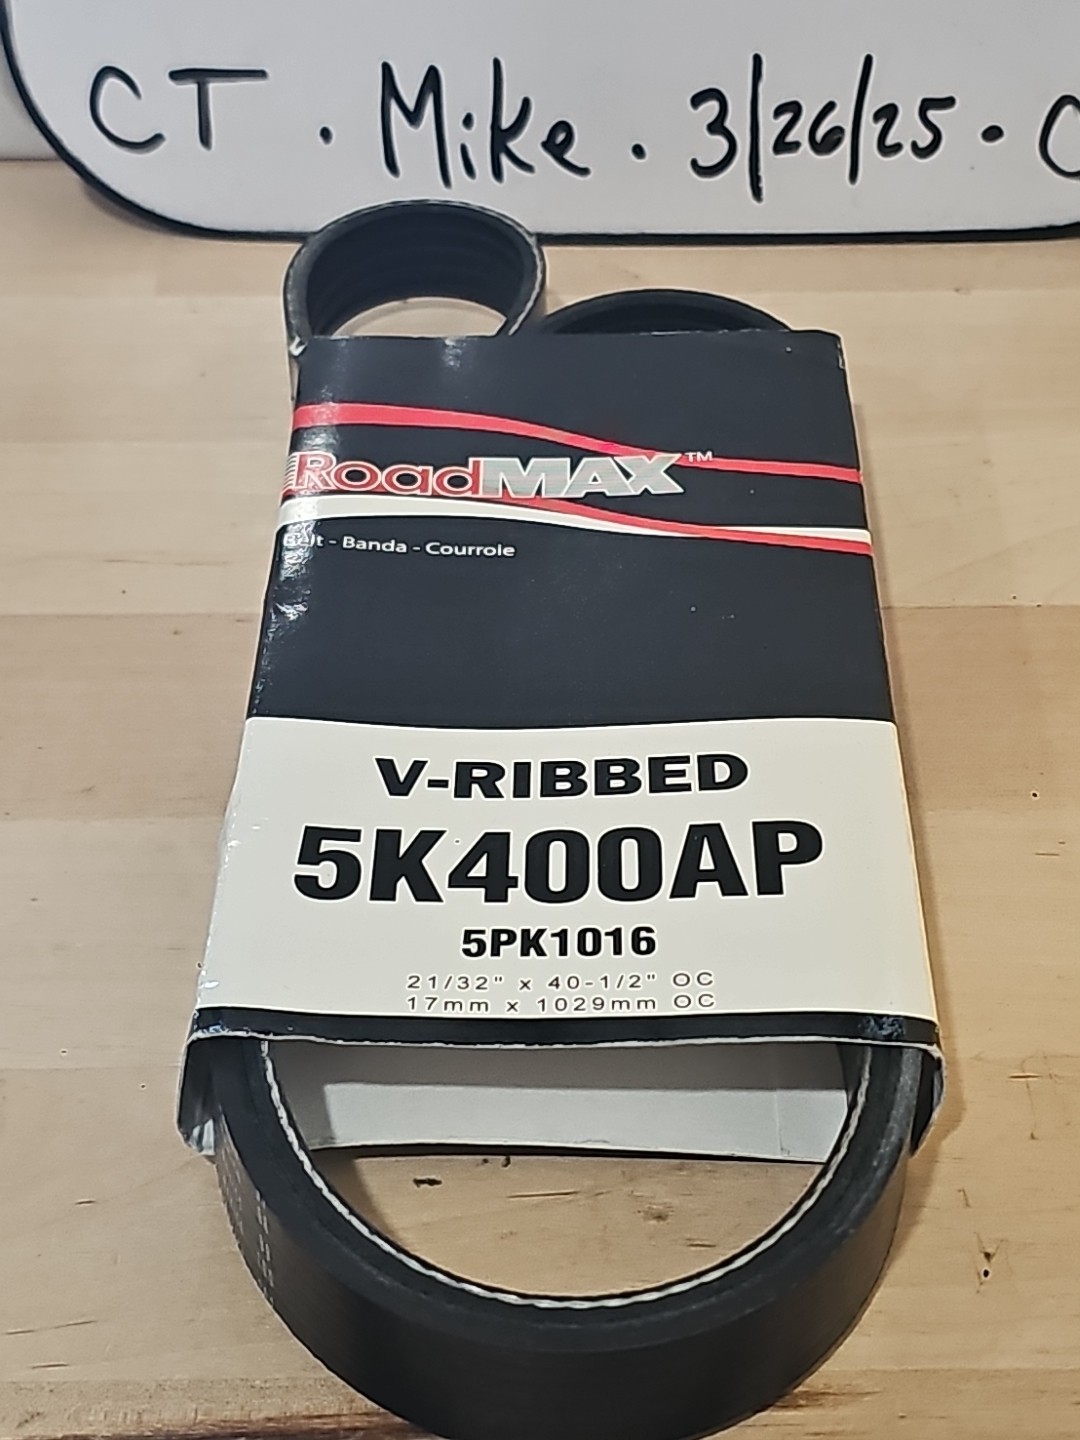 CT . Mike . 3/26/25 .
RoadMAX™
Belt - Banda - Courroie
V-RIBBED
5K400AP
5PK1016
21/32" x 40-1/2" OC
17mm x 1029mm OC